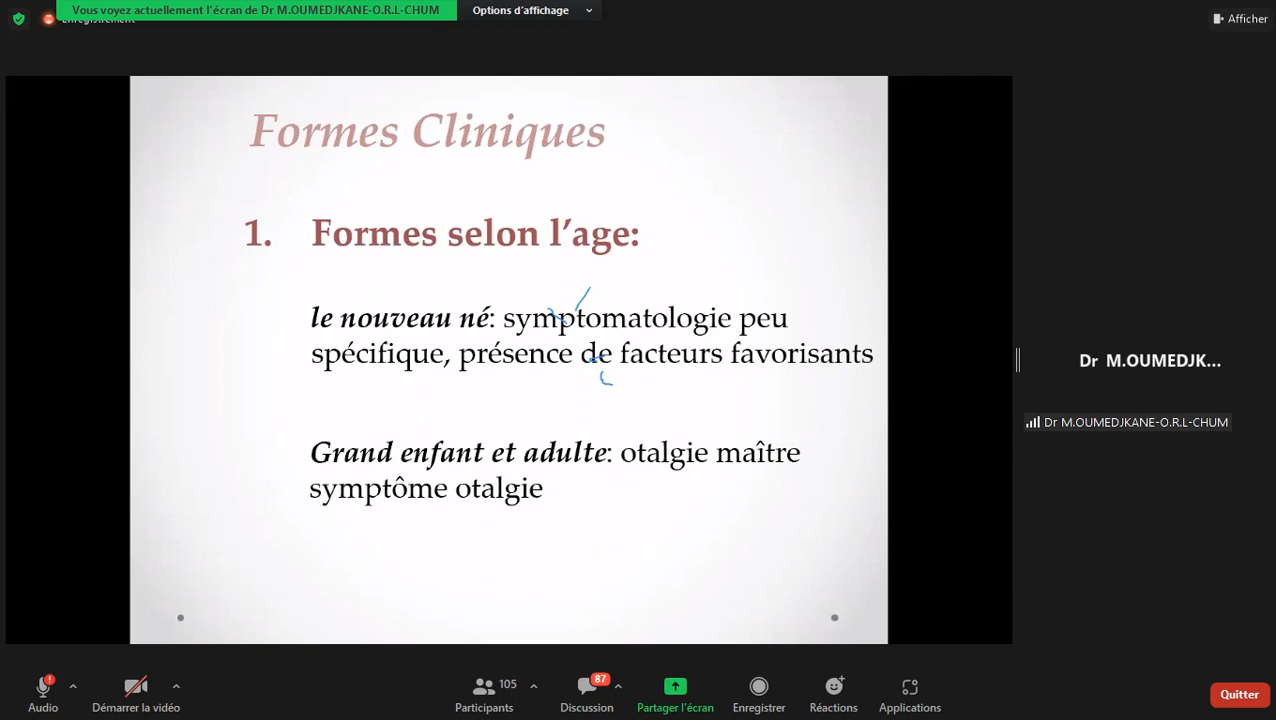 Vous voyez actuellement l'écran de Dr M.OUMEDJKANE-O.R.L-CHUM
Options d'affichage
Enregistrement
Afficher
Formes Cliniques
1. Formes selon l'age:
le nouveau né: symptomatologie peu
spécifique, présence de facteurs favorisants
Grand enfant et adulte: otalgie maître
symptôme otalgie
Dr M.OUMEDJK...
Dr M.OUMEDJKANE-O.R.L-CHUM
105
87
Audio
Démarrer la vidéo
Participants
Discussion
Partager l'écran
Enregistrer
Réactions
Applications
Quitter